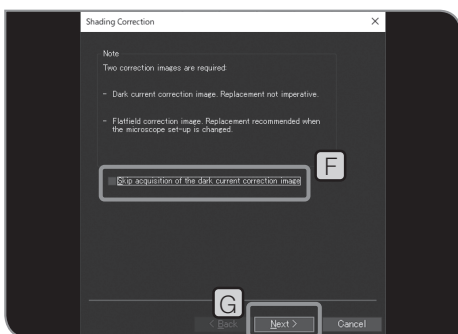 Shading Correction
Note
Two correction images are required:
- Dark current correction image. Replacement not imperative.
- Flatfield correction image. Replacement recommended when
the microscope set-up is changed.
Skip acquisition of the dark current correction image
F
G
< Back Next > Cancel